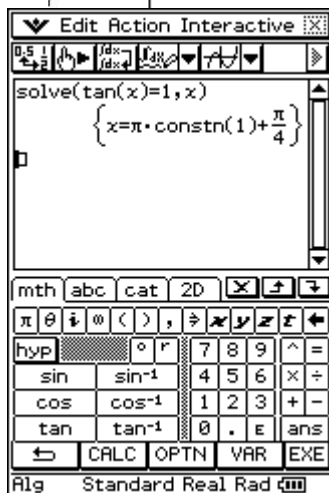 Edit Action Interactive
solve(tan(x)=1,x)
{x=π·constn(1)+π/4}
mth abc cat 2D
π θ i ∞ ( ) , ⇒ x y z t
hyp ° r 7 8 9 ^ =
sin sin⁻¹ 4 5 6 × ÷
cos cos⁻¹ 1 2 3 + −
tan tan⁻¹ 0 . E ans
CALC OPTN VAR EXE
Alg Standard Real Rad